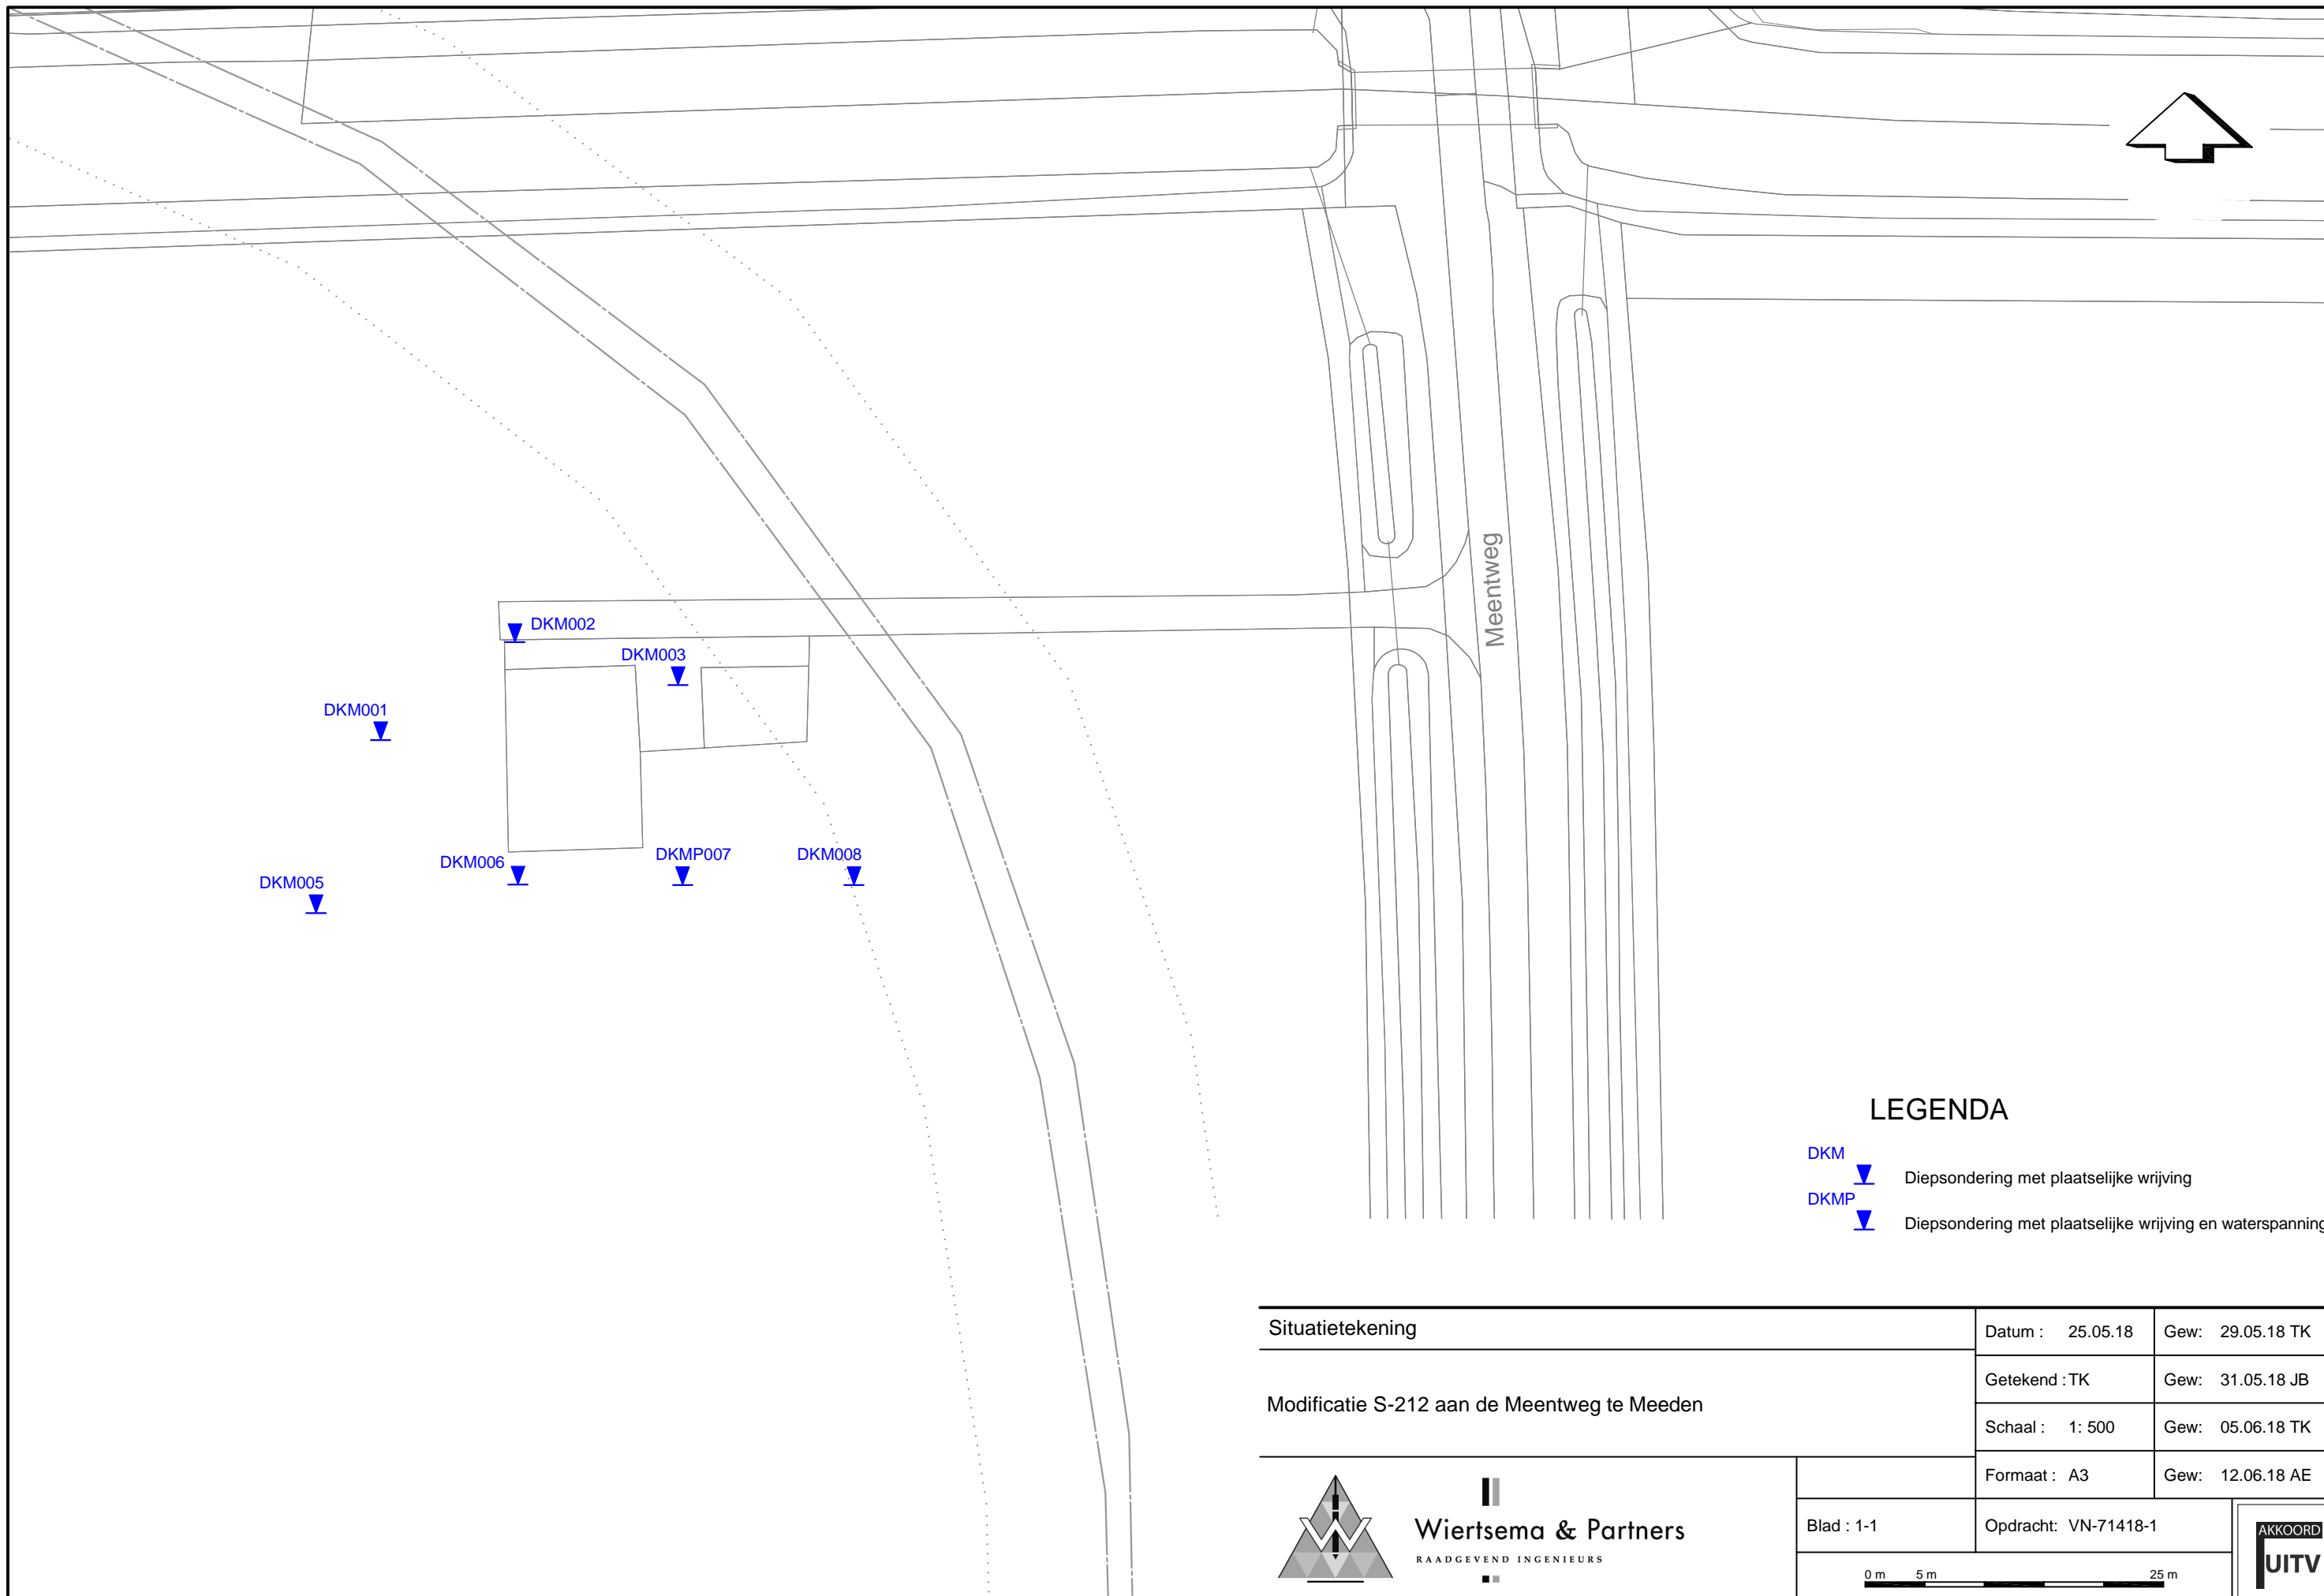 Meentweg
DKM002
DKM003
DKM001
DKM006
DKMP007
DKM008
DKM005
LEGENDA
DKM
Diepsondering met plaatselijke wrijving
DKMP
Diepsondering met plaatselijke wrijving en waterspanning
Situatietekening
Datum : 25.05.18
Gew: 29.05.18 TK
Modificatie S-212 aan de Meentweg te Meeden
Getekend : TK
Gew: 31.05.18 JB
Schaal : 1: 500
Gew: 05.06.18 TK
Formaat : A3
Gew: 12.06.18 AE
Wiertsema & Partners
RAADGEVEND INGENIEURS
Blad : 1-1
Opdracht: VN-71418-1
AKKOORD
UITV
0 m 5 m 25 m